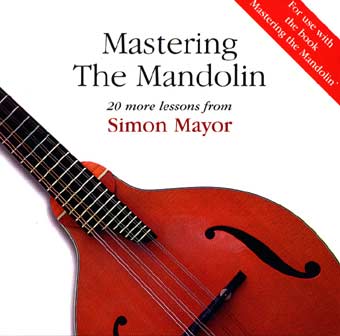 Mastering
The Mandolin
20 more lessons from
Simon Mayor
For use with
the book
Mastering the Mandolin